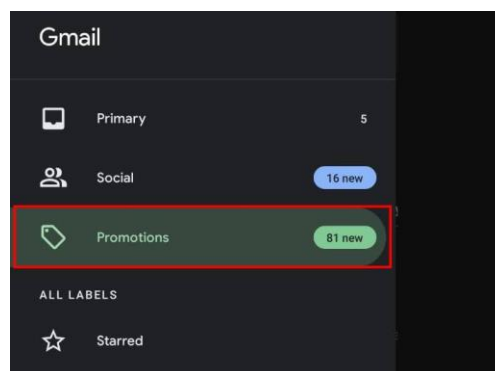 Gmail
Primary 5
Social 16 new
Promotions 81 new
ALL LABELS
Starred